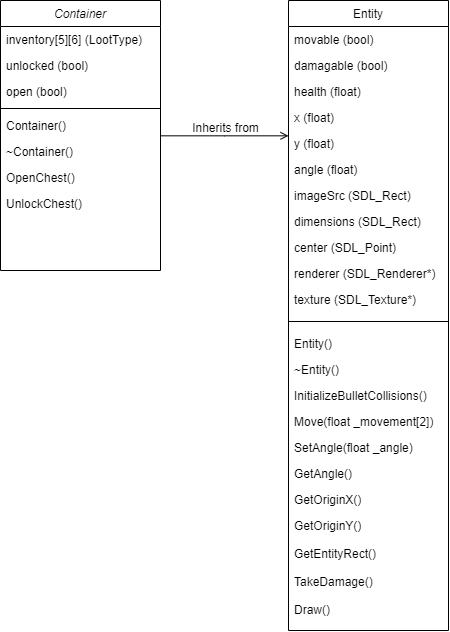 Container
inventory[5][6] (LootType)
unlocked (bool)
open (bool)
Container()
~Container()
OpenChest()
UnlockChest()
Inherits from
Entity
movable (bool)
damagable (bool)
health (float)
x (float)
y (float)
angle (float)
imageSrc (SDL_Rect)
dimensions (SDL_Rect)
center (SDL_Point)
renderer (SDL_Renderer*)
texture (SDL_Texture*)
Entity()
~Entity()
InitializeBulletCollisions()
Move(float _movement[2])
SetAngle(float _angle)
GetAngle()
GetOriginX()
GetOriginY()
GetEntityRect()
TakeDamage()
Draw()